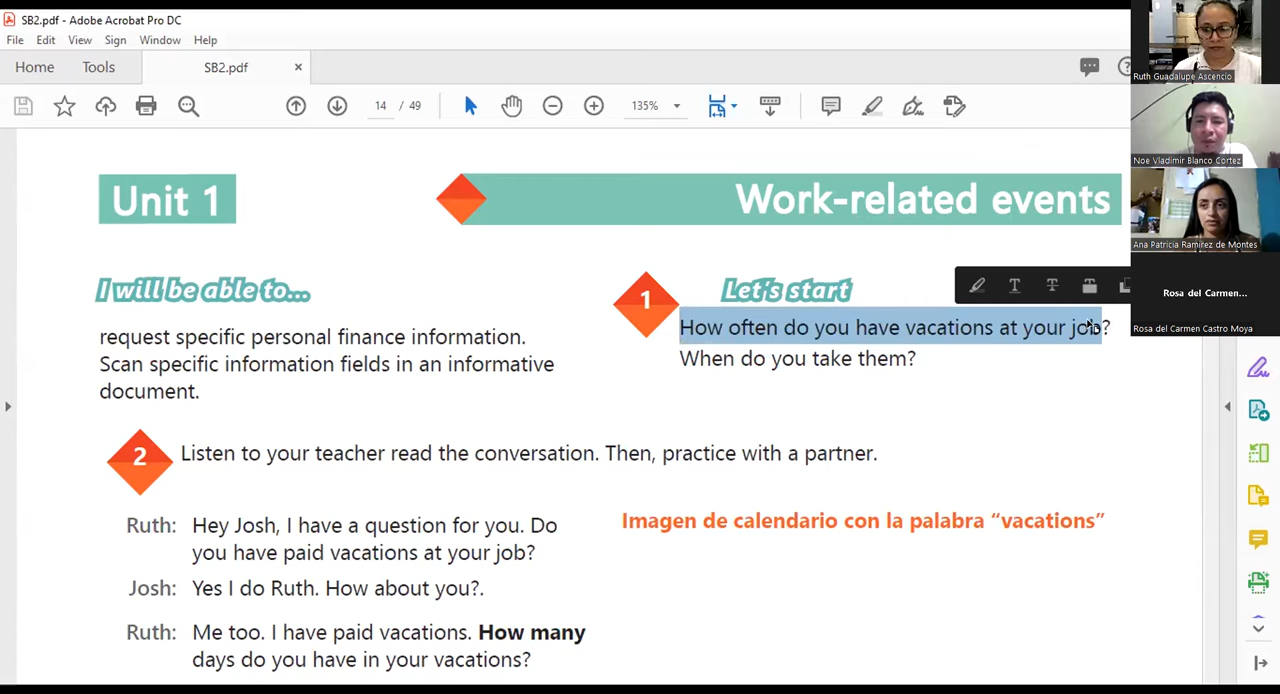 SB2.pdf - Adobe Acrobat Pro DC
File Edit View Sign Window Help
Home Tools SB2.pdf ×
14 / 49 135%
Unit 1
Work-related events
I will be able to...
request specific personal finance information.
Scan specific information fields in an informative
document.
1
Let's start
How often do you have vacations at your job?
When do you take them?
2
Listen to your teacher read the conversation. Then, practice with a partner.
Ruth: Hey Josh, I have a question for you. Do
you have paid vacations at your job?
Josh: Yes I do Ruth. How about you?.
Ruth: Me too. I have paid vacations. How many
days do you have in your vacations?
Imagen de calendario con la palabra “vacations”
Ruth Guadalupe Ascencio
Noe Vladimir Blanco Cortez
Ana Patricia Ramirez de Montes
Rosa del Carmen...
Rosa del Carmen Castro Moya